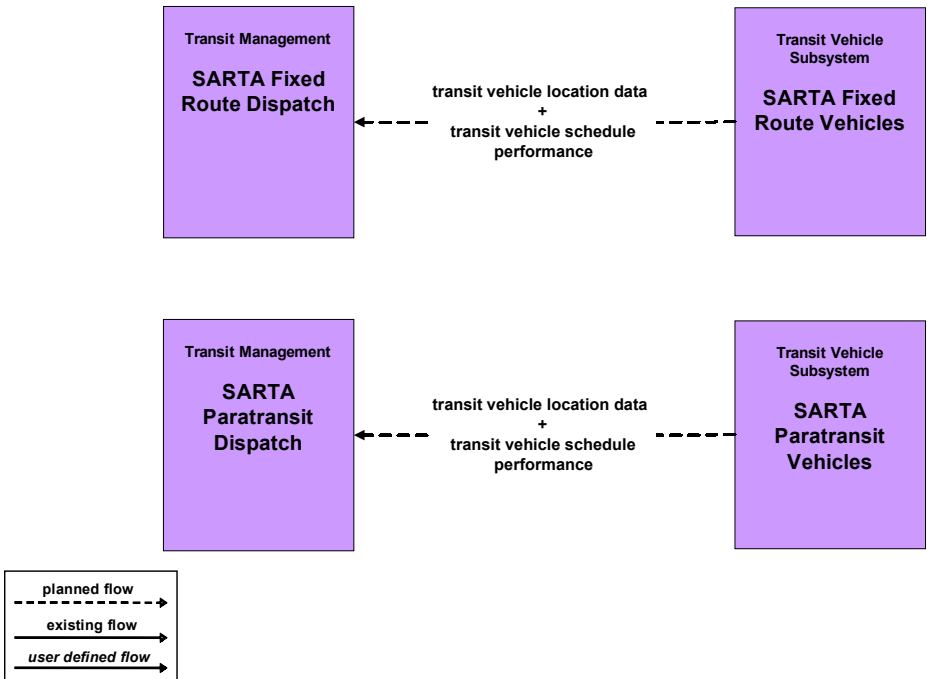 Transit Management
SARTA Fixed
Route Dispatch
transit vehicle location data
+
transit vehicle schedule
performance
Transit Vehicle
Subsystem
SARTA Fixed
Route Vehicles
Transit Management
SARTA
Paratransit
Dispatch
transit vehicle location data
+
transit vehicle schedule
performance
Transit Vehicle
Subsystem
SARTA
Paratransit
Vehicles
planned flow
existing flow
user defined flow